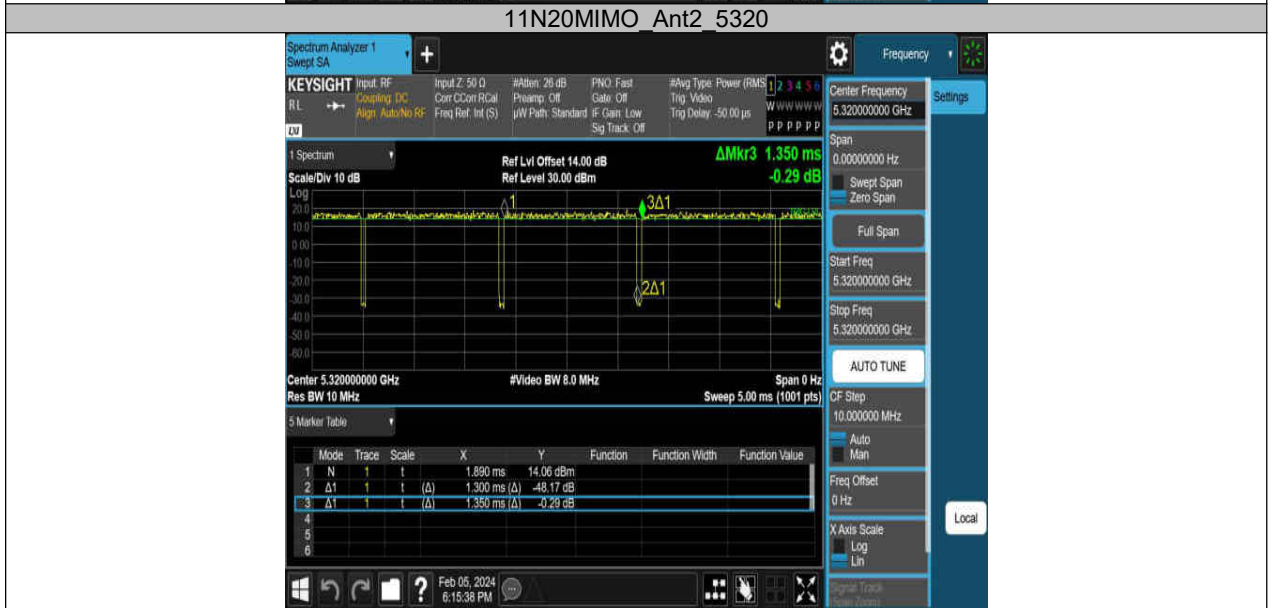 11N20MIMO_Ant2_5320
Spectrum Analyzer 1
Swept SA
+
Frequency
KEYSIGHT
RL
LXI
Input: RF
Coupling: DC
Align: Auto/No RF
Input Z: 50 Ω
Corr CCorr RCal
Freq Ref: Int (S)
#Atten: 26 dB
Preamp: Off
µW Path: Standard
PNO: Fast
Gate: Off
IF Gain: Low
Sig Track: Off
#Avg Type: Power (RMS
Trig: Video
Trig Delay: -50.00 µs
1 2 3 4 5 6
W W W W W W
P P P P P P
Center Frequency
5.320000000 GHz
Settings
Span
0.00000000 Hz
Swept Span
Zero Span
Full Span
Start Freq
5.320000000 GHz
Stop Freq
5.320000000 GHz
AUTO TUNE
CF Step
10.000000 MHz
Auto
Man
Freq Offset
0 Hz
X Axis Scale
Log
Lin
Signal Track
(Span Zoom)
Local
1 Spectrum
Scale/Div 10 dB
Log
Ref Lvl Offset 14.00 dB
Ref Level 30.00 dBm
ΔMkr3 1.350 ms
-0.29 dB
20.0
10.0
0.00
-10.0
-20.0
-30.0
-40.0
-50.0
-60.0
1
3Δ1
2Δ1
Center 5.320000000 GHz
#Video BW 8.0 MHz
Span 0 Hz
Res BW 10 MHz
Sweep 5.00 ms (1001 pts)
5 Marker Table
Mode Trace Scale X Y Function Function Width Function Value
1 N 1 t 1.890 ms 14.06 dBm
2 Δ1 1 t (Δ) 1.300 ms (Δ) -48.17 dB
3 Δ1 1 t (Δ) 1.350 ms (Δ) -0.29 dB
4
5
6
?
Feb 05, 2024
6:15:38 PM